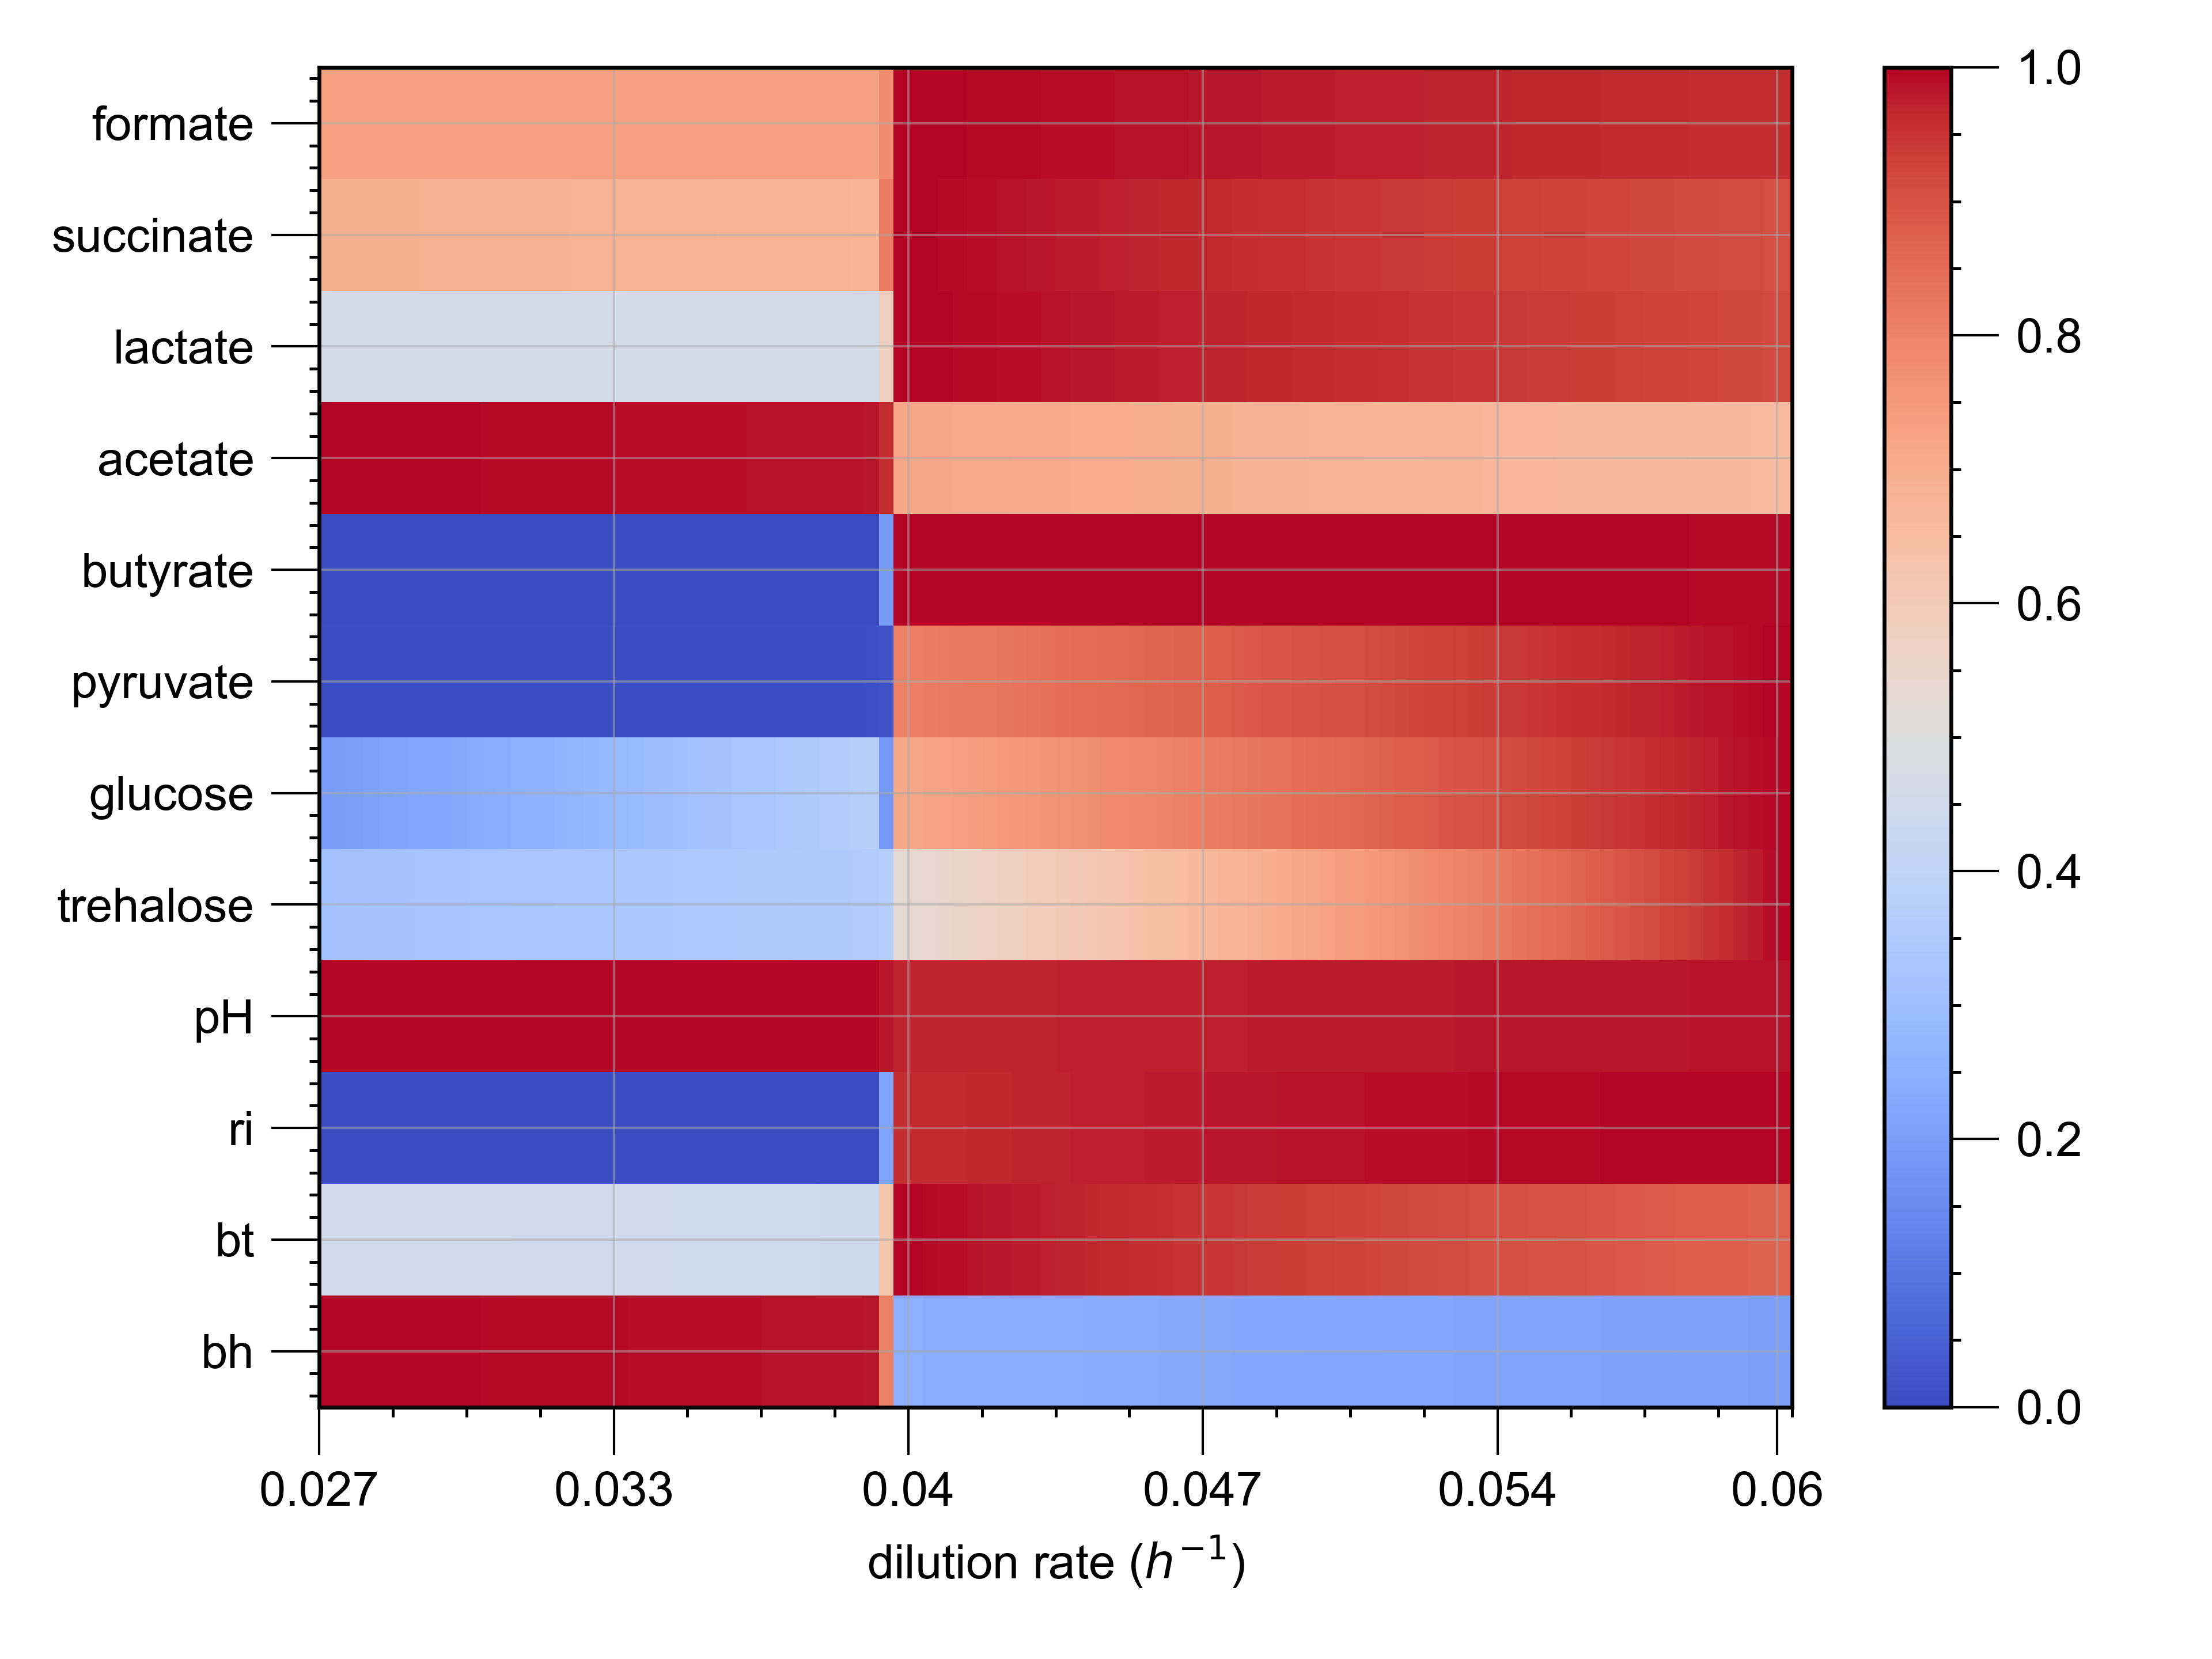 formate
succinate
lactate
acetate
butyrate
pyruvate
glucose
trehalose
pH
ri
bt
bh
0.027 0.033 0.04 0.047 0.054 0.06
dilution rate (h⁻¹)
1.0
0.8
0.6
0.4
0.2
0.0